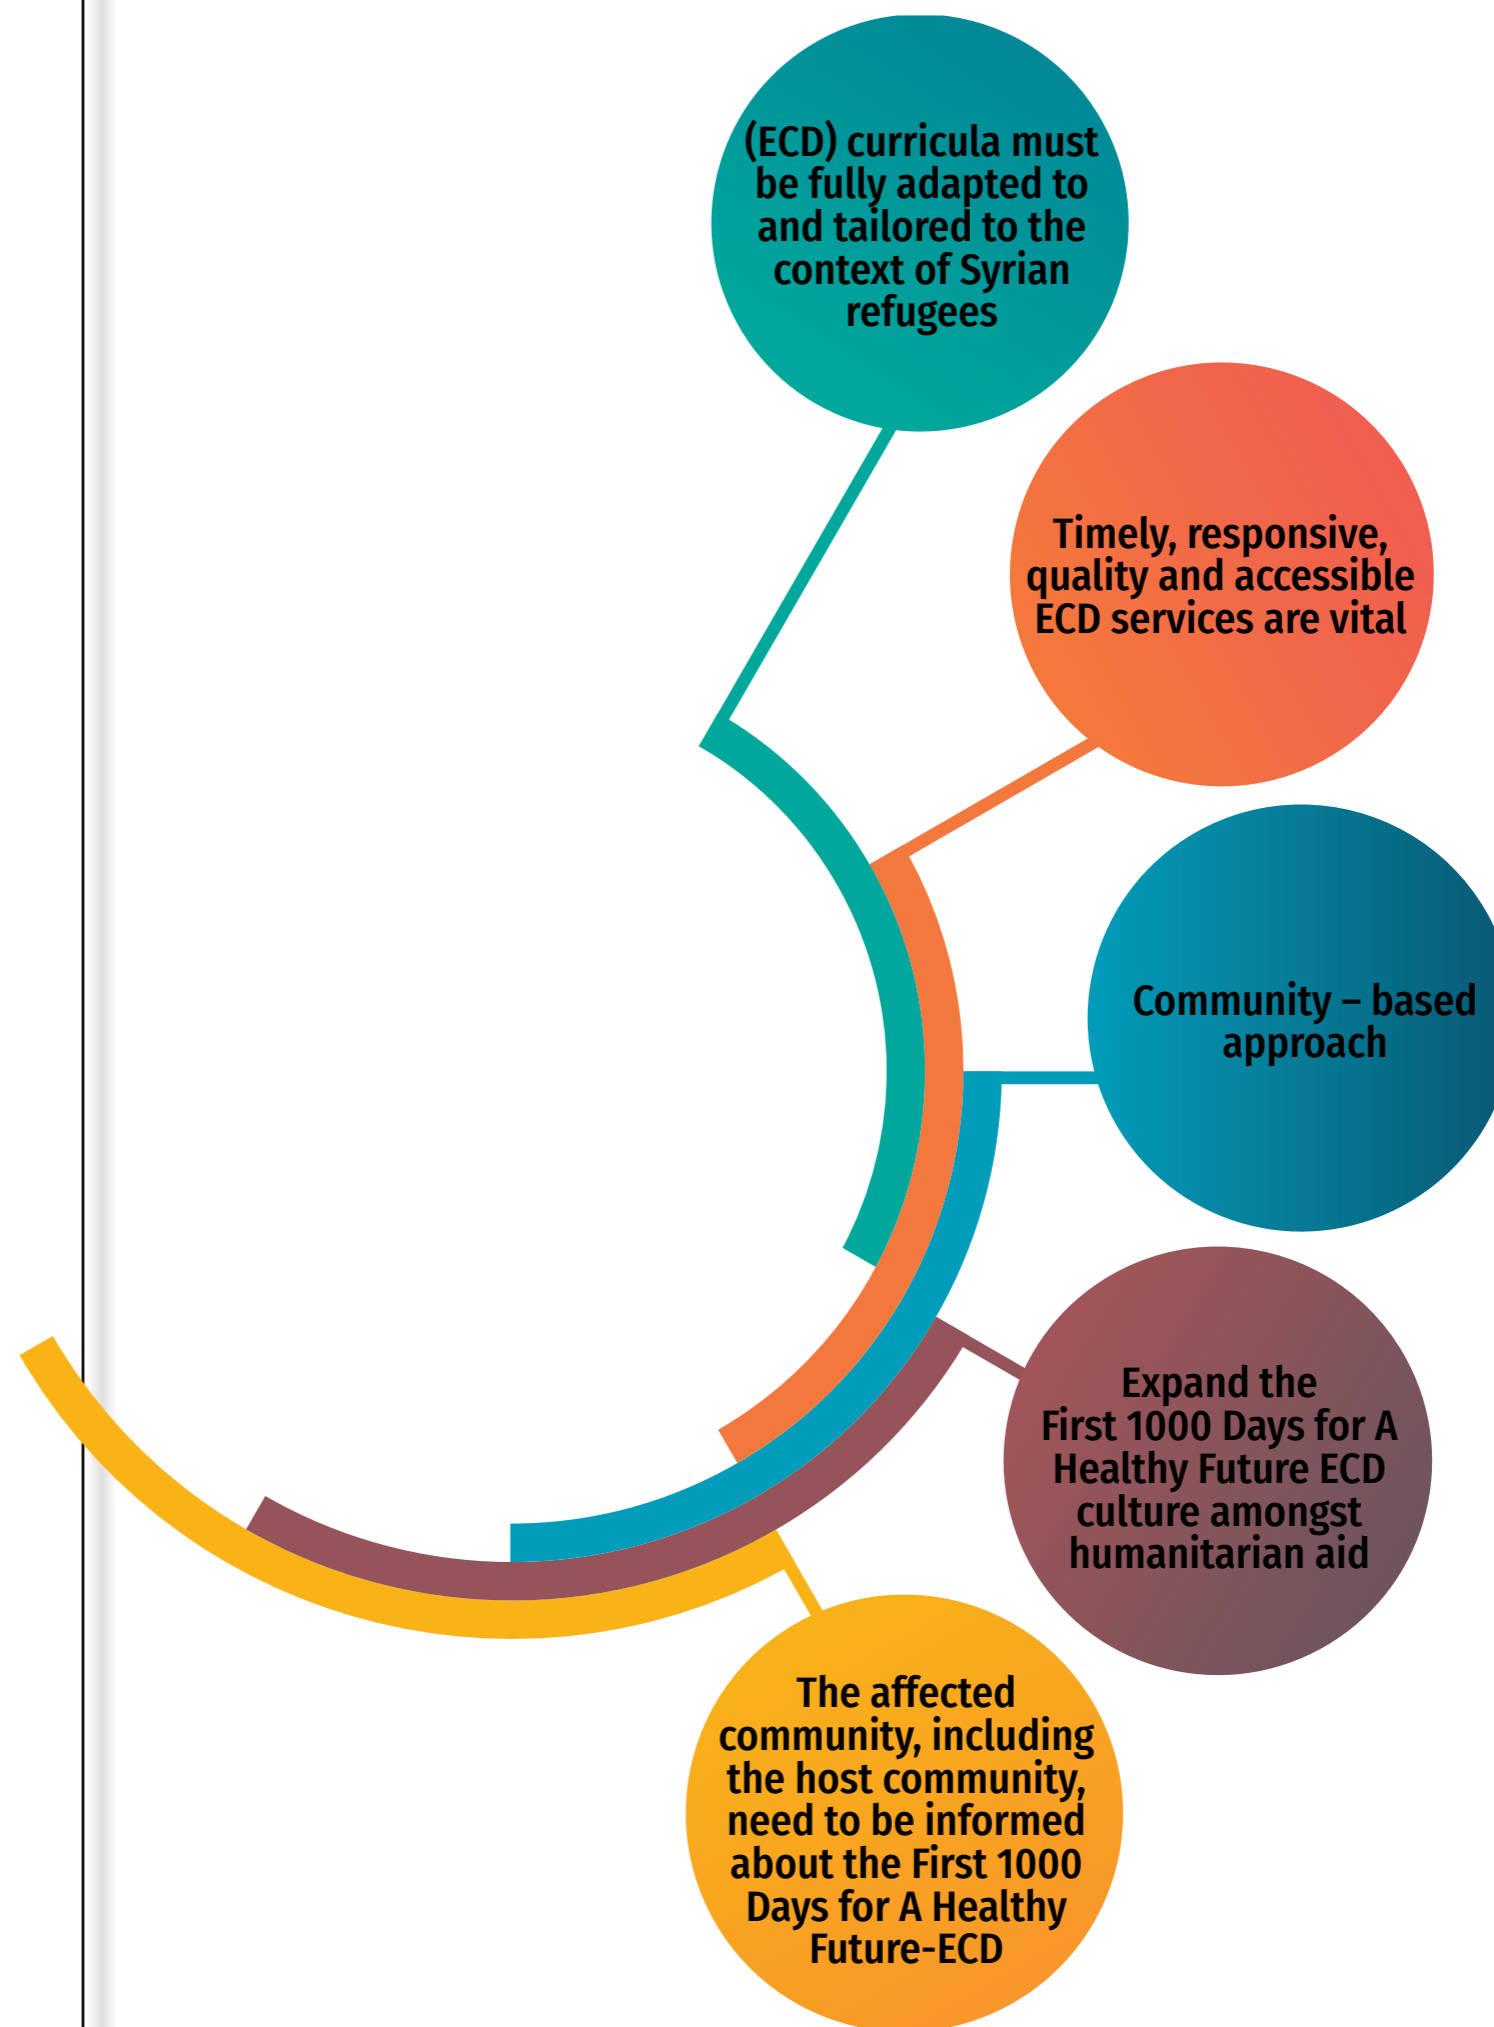 (ECD) curricula must
be fully adapted to
and tailored to the
context of Syrian
refugees
Timely, responsive,
quality and accessible
ECD services are vital
Community – based
approach
Expand the
First 1000 Days for A
Healthy Future ECD
culture amongst
humanitarian aid
The affected
community, including
the host community,
need to be informed
about the First 1000
Days for A Healthy
Future-ECD